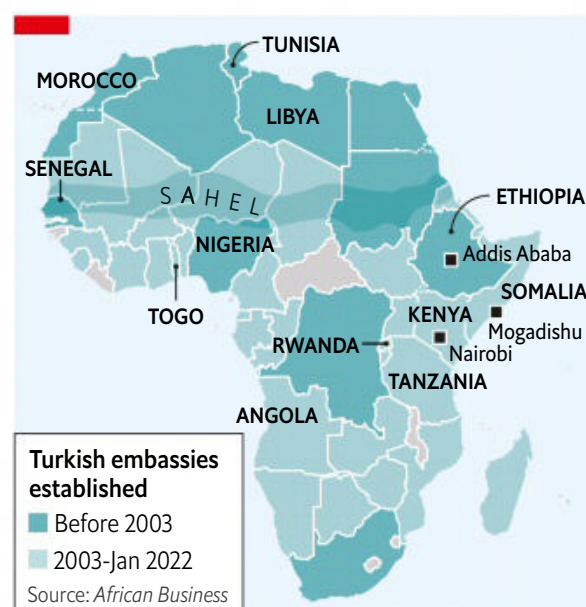 TUNISIA
MOROCCO
LIBYA
SENEGAL
SAHEL
ETHIOPIA
NIGERIA
Addis Ababa
SOMALIA
TOGO
KENYA
Mogadishu
RWANDA
Nairobi
TANZANIA
ANGOLA
Turkish embassies
established
Before 2003
2003-Jan 2022
Source: African Business